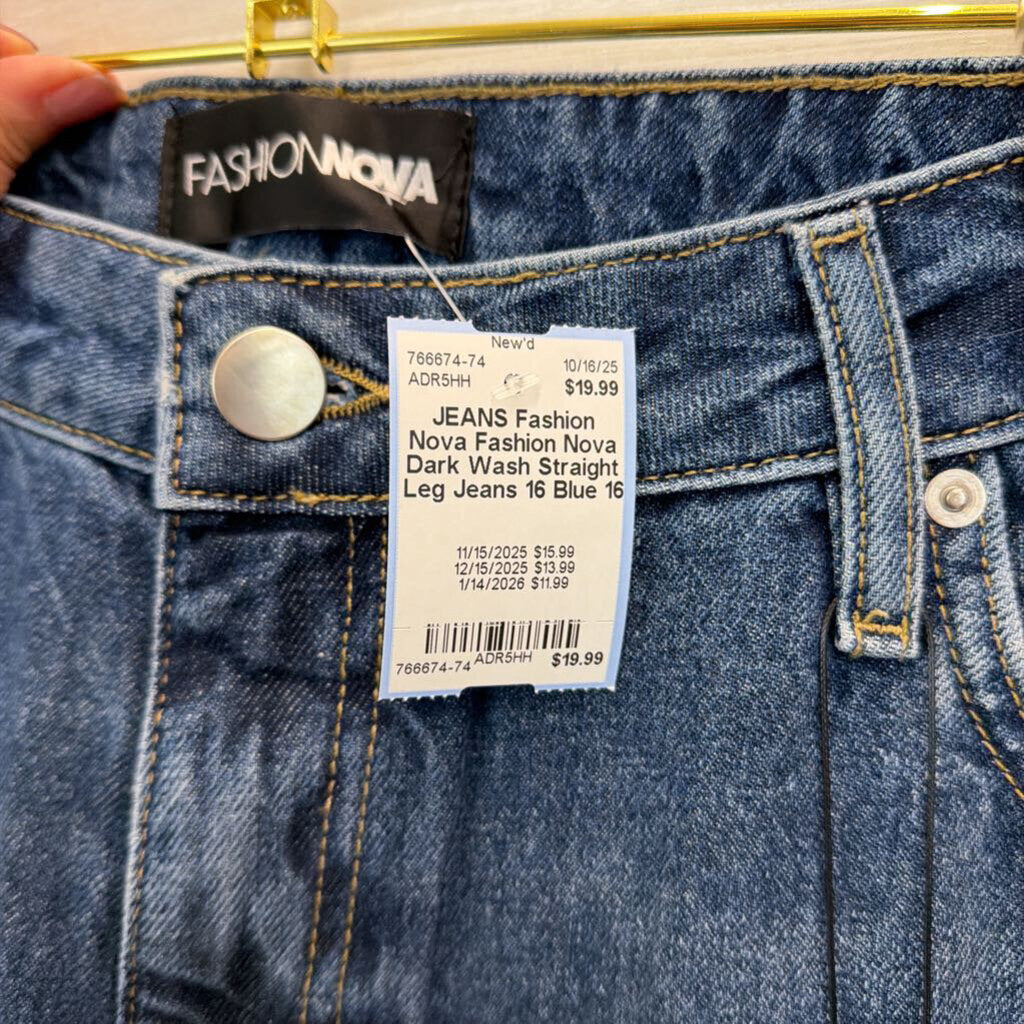 FASHIONNOVA
New'd
766674-74 10/16/25
ADR5HH $19.99
JEANS Fashion
Nova Fashion Nova
Dark Wash Straight
Leg Jeans 16 Blue 16
11/15/2025 $15.99
12/15/2025 $13.99
1/14/2026 $11.99
766674-74 ADR5HH $19.99